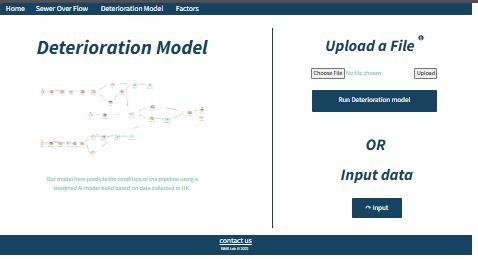 Home Sewer Over Flow Deterioration Model Factors
Deterioration Model
Our model here predicts the condition of the pipeline using a
designed AI model build based on data collected in HK.
Upload a File
Choose File No file chosen Upload
Run Deterioration model
OR
Input data
Input
contact us